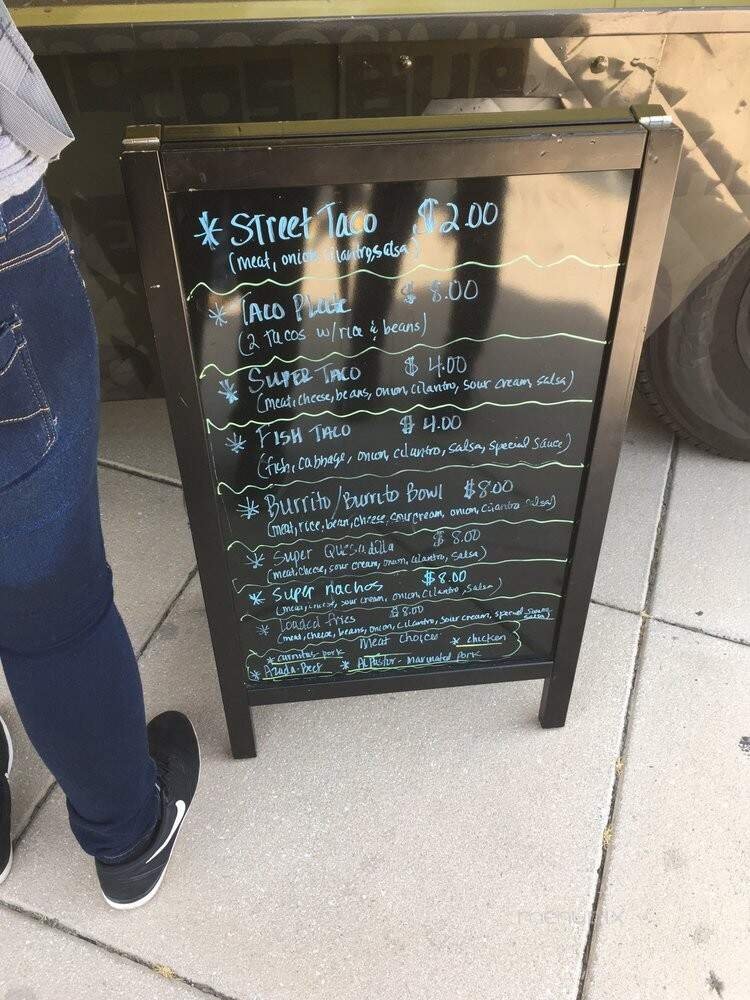 * Street Taco $2.00
(meat, onion, cilantro, salsa)
* Taco Plate $8.00
(2 tacos w/rice & beans)
* Super Taco $4.00
(meat, cheese, beans, onion, cilantro, sour cream, salsa)
* Fish Taco $4.00
(fish, cabbage, onion, cilantro, salsa, special sauce)
* Burrito/Burrito Bowl $8.00
(meat, rice, bean, cheese, sour cream, onion, cilantro salsa)
* Super Quesadilla $8.00
(meat, cheese, sour cream, onion, cilantro, salsa)
* Super nachos $8.00
(meat, cheese, sour cream, onion, cilantro, salsa)
* Loaded fries $8.00
(meat, cheese, beans, onion, cilantro, sour cream, special sauce salsa)
Meat choices * chicken
* carnitas-pork
* Azada-Beef * Al Pastor-marinated pork
menupix